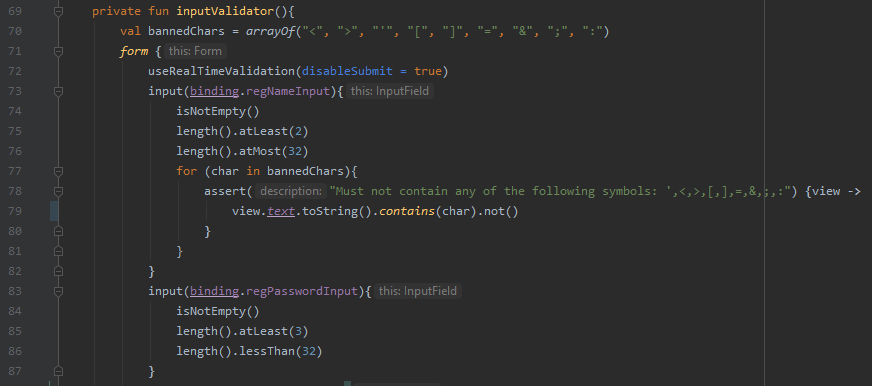 69 private fun inputValidator(){
70 val bannedChars = arrayOf("<", ">", "'", "[", "]", "=", "&", ";", ":")
71 form { this: Form
72 useRealTimeValidation(disableSubmit = true)
73 input(binding.regNameInput){ this: InputField
74 isNotEmpty()
75 length().atLeast(2)
76 length().atMost(32)
77 for (char in bannedChars){
78 assert( description: "Must not contain any of the following symbols: ',<,>,[,],=,&,;,:") {view ->
79 view.text.toString().contains(char).not()
80 }
81 }
82 }
83 input(binding.regPasswordInput){ this: InputField
84 isNotEmpty()
85 length().atLeast(3)
86 length().lessThan(32)
87 }